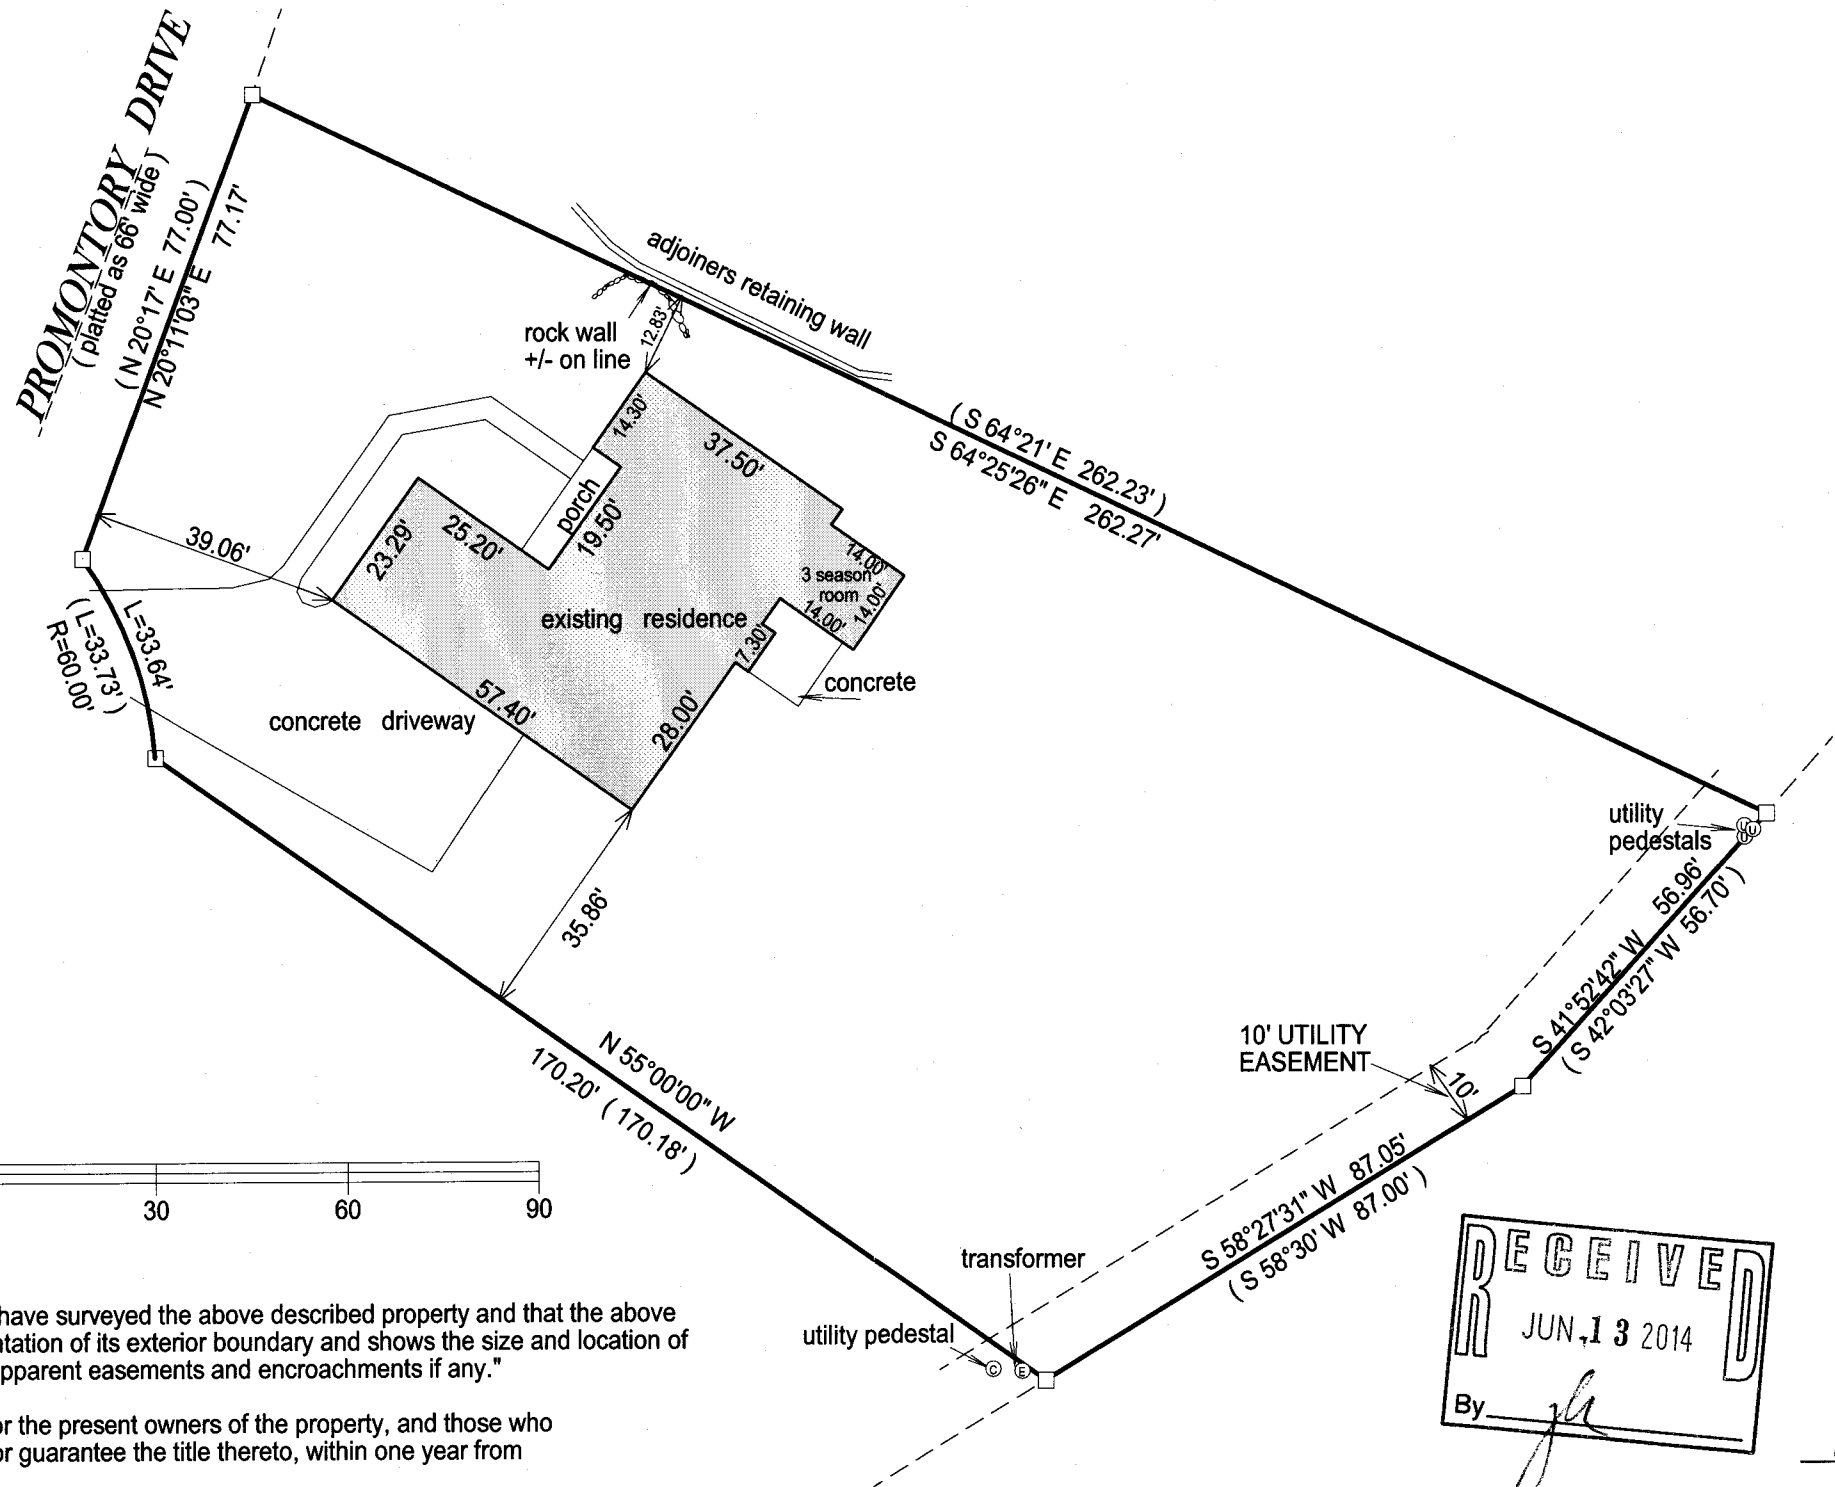 PROMONTORY DRIVE
( platted as 66' wide )
( N 20°17' E 77.00' )
N 20°11'03" E 77.17'
adjoiners retaining wall
rock wall
+/- on line
12.83'
( S 64°21' E 262.23' )
S 64°25'26" E 262.27'
14.30'
37.50'
porch
19.50'
25.20'
23.29'
39.06'
14.00'
3 season
room
14.00'
14.00'
existing residence
7.30'
concrete
L=33.64'
( L=33.73' )
R=60.00'
57.40'
28.00'
concrete driveway
35.86'
utility
pedestals
U
U
U
56.96'
S 41°52'42" W
( S 42°03'27" W 56.70' )
10' UTILITY
EASEMENT
10'
N 55°00'00" W
170.20' ( 170.18' )
S 58°27'31" W 87.05'
( S 58°30' W 87.00' )
30 60 90
transformer
utility pedestal
C
E
have surveyed the above described property and that the above
ntation of its exterior boundary and shows the size and location of
apparent easements and encroachments if any."
or the present owners of the property, and those who
or guarantee the title thereto, within one year from
RECEIVED
JUN 13 2014
By